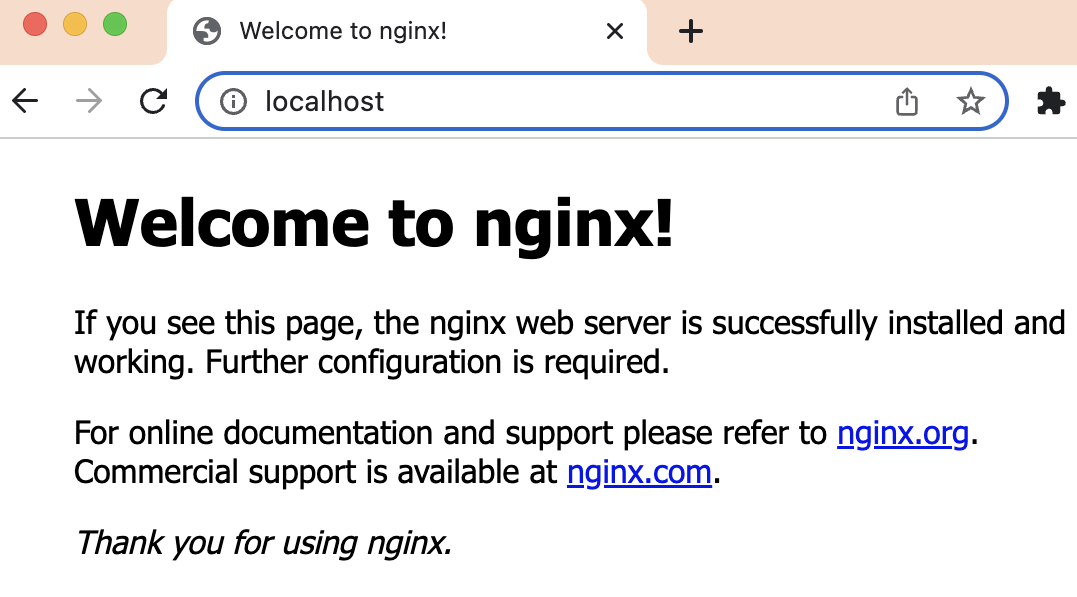 Welcome to nginx!
localhost
Welcome to nginx!
If you see this page, the nginx web server is successfully installed and
working. Further configuration is required.
For online documentation and support please refer to nginx.org.
Commercial support is available at nginx.com.
Thank you for using nginx.